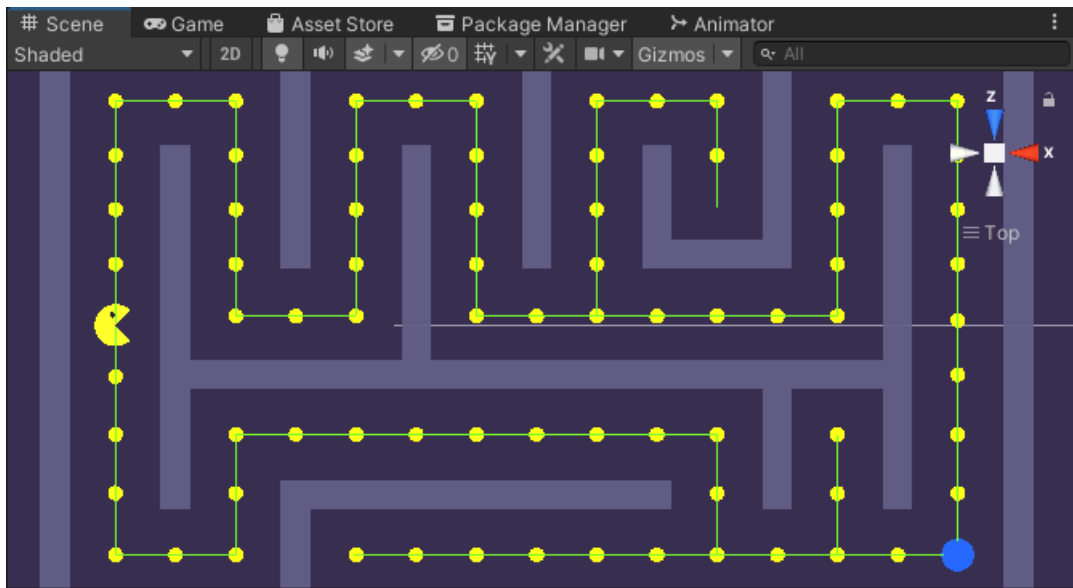 Scene Game Asset Store Package Manager Animator
Shaded 2D 0 Gizmos All
z
x
Top